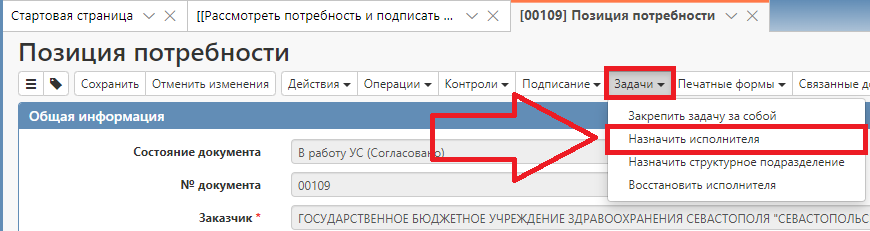 Стартовая страница [[Рассмотреть потребность и подписать ... [00109] Позиция потребности
Позиция потребности
Сохранить Отменить изменения Действия Операции Контроли Подписание Задачи Печатные формы Связанные до
Общая информация
Закрепить задачу за собой
Назначить исполнителя
Состояние документа В работу УС (Согласовано)
Назначить структурное подразделение
№ документа 00109
Восстановить исполнителя
Заказчик * ГОСУДАРСТВЕННОЕ БЮДЖЕТНОЕ УЧРЕЖДЕНИЕ ЗДРАВООХРАНЕНИЯ СЕВАСТОПОЛЯ "СЕВАСТОПОЛЬС